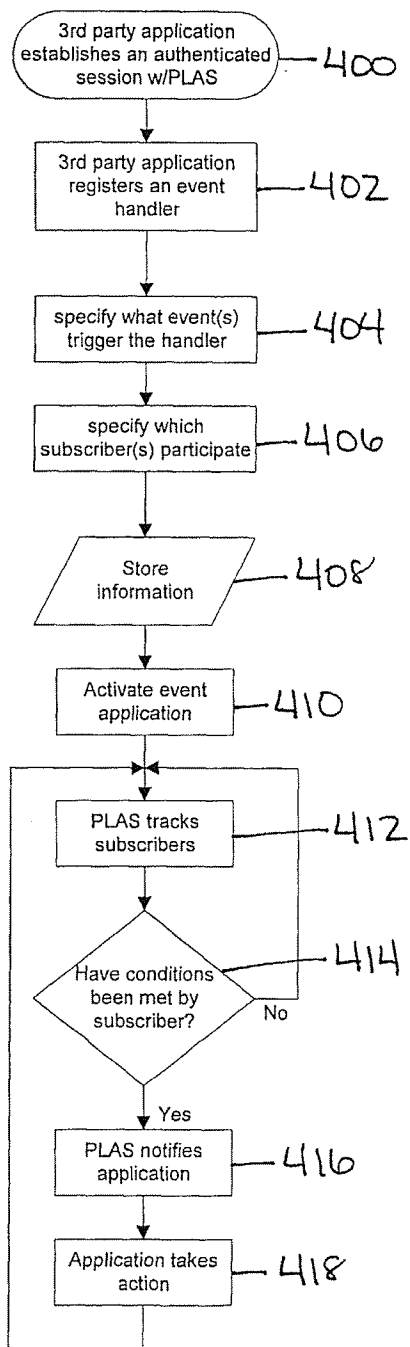 3rd party application
establishes an authenticated
session w/PLAS
400
3rd party application
registers an event
handler
402
specify what event(s)
trigger the handler
404
specify which
subscriber(s) participate
406
Store
information
408
Activate event
application
410
PLAS tracks
subscribers
412
Have conditions
been met by
subscriber?
414
No
Yes
PLAS notifies
application
416
Application takes
action
418